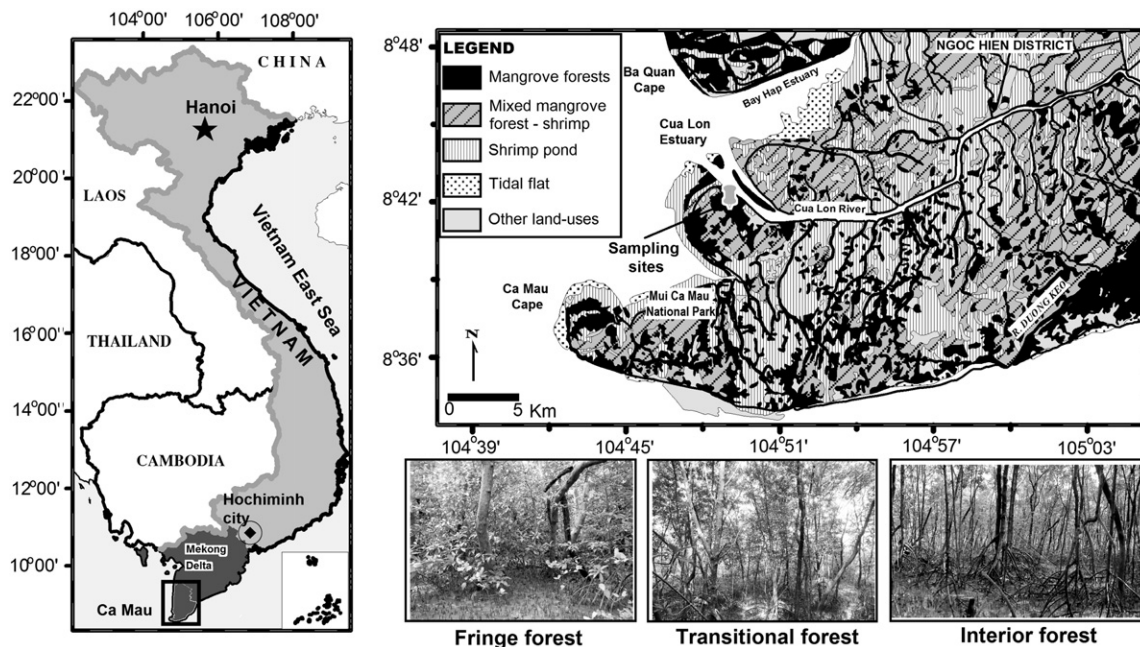 104°00' 106°00' 108°00'
CHINA
Hanoi
22°00'
20°00'
LAOS
18°00'
Vietnam East Sea
VIETNAM
16°00'
THAILAND
14°00'
CAMBODIA
12°00'
Hochiminh
city
10°00'
Mekong
Delta
Ca Mau
8°48'
8°42'
8°36'
LEGEND
Mangrove forests
Mixed mangrove
forest - shrimp
Shrimp pond
Tidal flat
Other land-uses
NGOC HIEN DISTRICT
Ba Quan
Cape
Bay Hap Estuary
Cua Lon
Estuary
Cua Lon River
Sampling
sites
Ca Mau
Cape
Mui Ca Mau
National Park
R. DUONG KEO
N
0 5 Km
104°39' 104°45' 104°51' 104°57' 105°03'
Fringe forest
Transitional forest
Interior forest